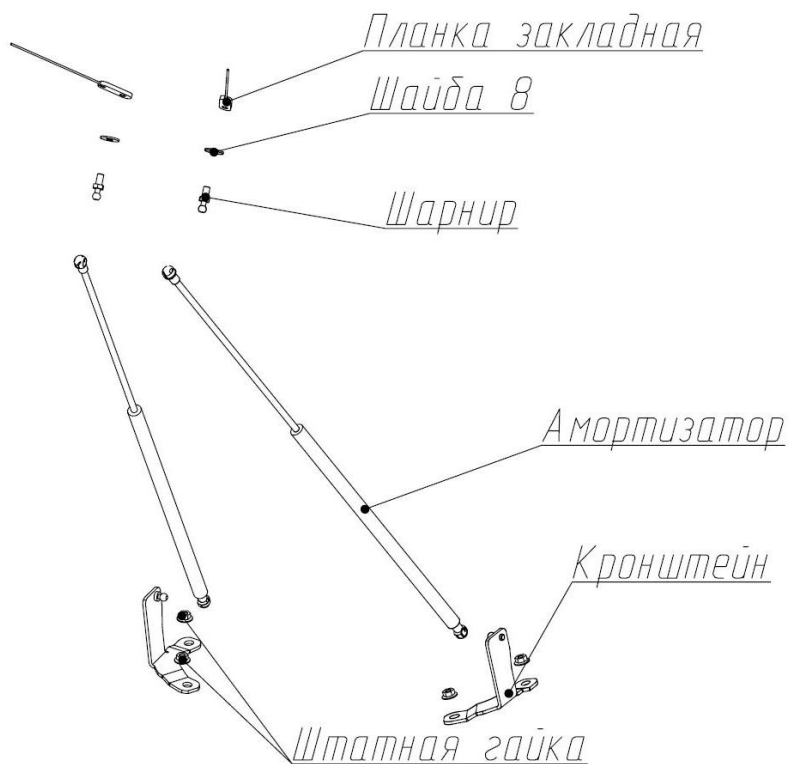 Планка закладная
Шайба 8
Шарнир
Амортизатор
Кронштейн
Штатная гайка